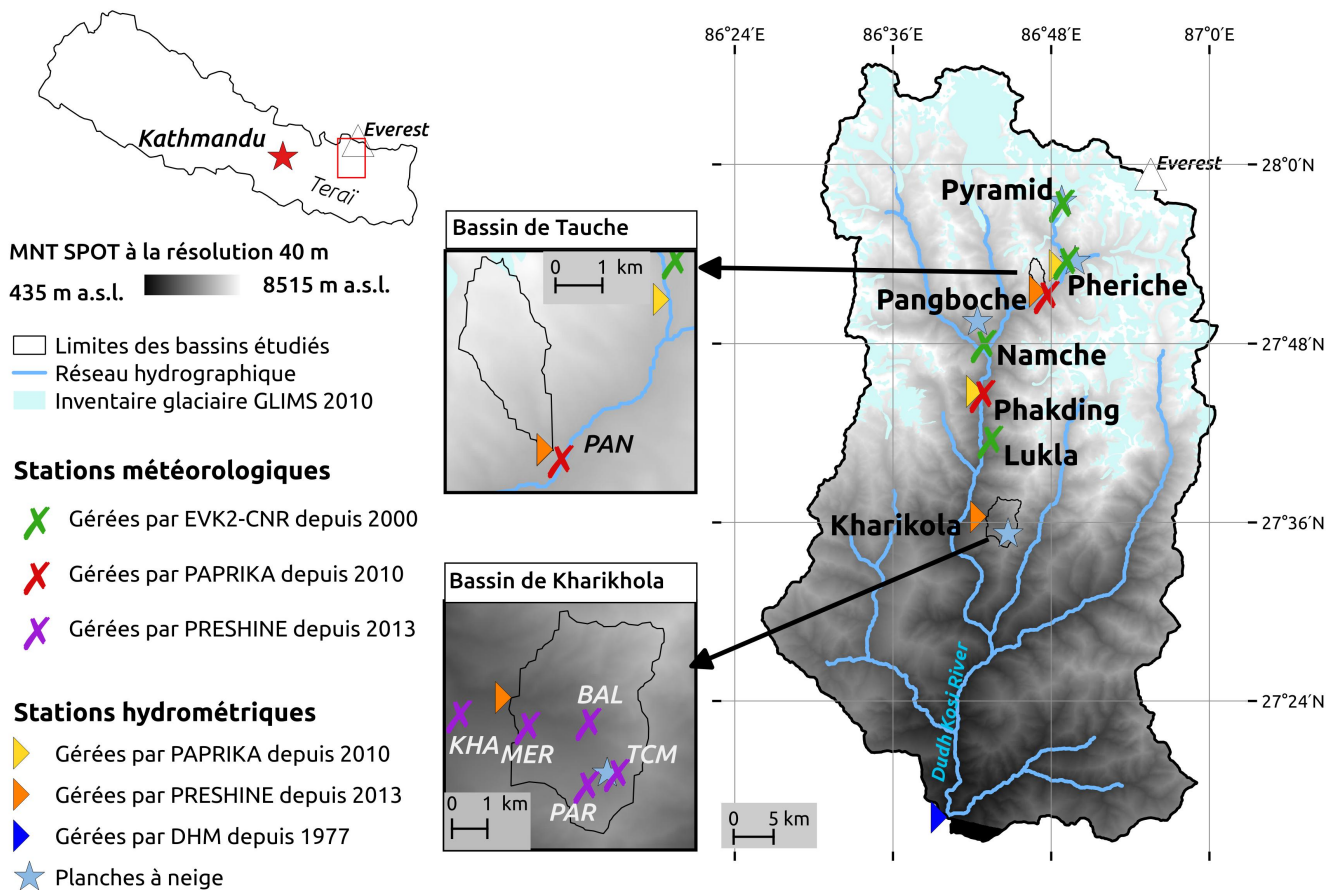 Kathmandu
Everest
Teraï
MNT SPOT à la résolution 40 m
435 m a.s.l.
8515 m a.s.l.
Limites des bassins étudiés
Réseau hydrographique
Inventaire glaciaire GLIMS 2010
Stations météorologiques
Gérées par EVK2-CNR depuis 2000
Gérées par PAPRIKA depuis 2010
Gérées par PRESHINE depuis 2013
Stations hydrométriques
Gérées par PAPRIKA depuis 2010
Gérées par PRESHINE depuis 2013
Gérées par DHM depuis 1977
Planches à neige
Bassin de Tauche
0 1 km
PAN
Bassin de Kharikhola
BAL
KHA
MER
TCM
PAR
0 1 km
86°24′E
86°36′E
86°48′E
87°0′E
28°0′N
27°48′N
27°36′N
27°24′N
Everest
Pyramid
Pheriche
Pangboche
Namche
Phakding
Lukla
Kharikola
Dudh Kosi River
0 5 km